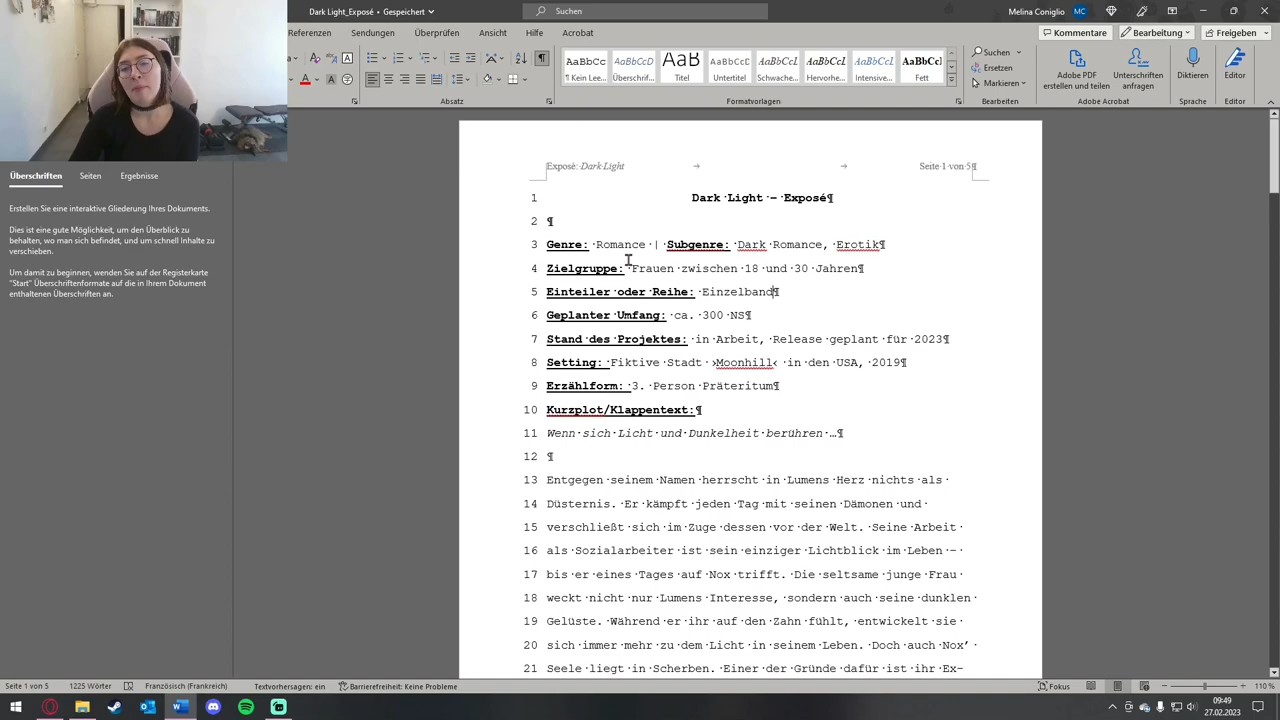 Dark Light_Exposé • Gespeichert
Suchen
Melina Coniglio
MC
Referenzen
Sendungen
Überprüfen
Ansicht
Hilfe
Acrobat
Kommentare
Bearbeitung
Freigeben
AaBbCcI
¶ Kein Lee...
AaBbCcD
Überschrif...
AaB
Titel
AaBbCcD
Untertitel
AaBbCcL
Schwache...
AaBbCcL
Hervorhe...
AaBbCcL
Intensive...
AaBbCcI
Fett
Suchen
Ersetzen
Markieren
Adobe PDF
erstellen und teilen
Unterschriften
anfordern
Diktieren
Editor
Absatz
Formatvorlagen
Bearbeiten
Adobe Acrobat
Sprache
Editor
Überschriften
Seiten
Ergebnisse
Erstellen Sie eine interaktive Gliederung Ihres Dokuments.
Dies ist eine gute Möglichkeit, um den Überblick zu
behalten, wo man sich befindet, und um schnell Inhalte zu
verschieben.
Um damit zu beginnen, wenden Sie auf der Registerkarte
"Start" Überschriftenformate auf die in Ihrem Dokument
enthaltenen Überschriften an.
Exposé: Dark Light → → Seite 1 von 5¶
1 Dark Light – Exposé¶
2 ¶
3 Genre: Romance | Subgenre: Dark Romance, Erotik¶
4 Zielgruppe: Frauen zwischen 18 und 30 Jahren¶
5 Einteiler oder Reihe: Einzelband¶
6 Geplanter Umfang: ca. 300 NS¶
7 Stand des Projektes: in Arbeit, Release geplant für 2023¶
8 Setting: Fiktive Stadt ›Moonhill‹ in den USA, 2019¶
9 Erzählform: 3. Person Präteritum¶
10 Kurzplot/Klappentext:¶
11 Wenn sich Licht und Dunkelheit berühren …¶
12 ¶
13 Entgegen seinem Namen herrscht in Lumens Herz nichts als
14 Düsternis. Er kämpft jeden Tag mit seinen Dämonen und
15 verschließt sich im Zuge dessen vor der Welt. Seine Arbeit
16 als Sozialarbeiter ist sein einziger Lichtblick im Leben –
17 bis er eines Tages auf Nox trifft. Die seltsame junge Frau
18 weckt nicht nur Lumens Interesse, sondern auch seine dunklen
19 Gelüste. Während er ihr auf den Zahn fühlt, entwickelt sie
20 sich immer mehr zu dem Licht in seinem Leben. Doch auch Nox’
21 Seele liegt in Scherben. Einer der Gründe dafür ist ihr Ex–
Seite 1 von 5
1225 Wörter
Französisch (Frankreich)
Textvorhersagen: ein
Barrierefreiheit: Keine Probleme
Fokus
110 %
09:49
27.02.2023